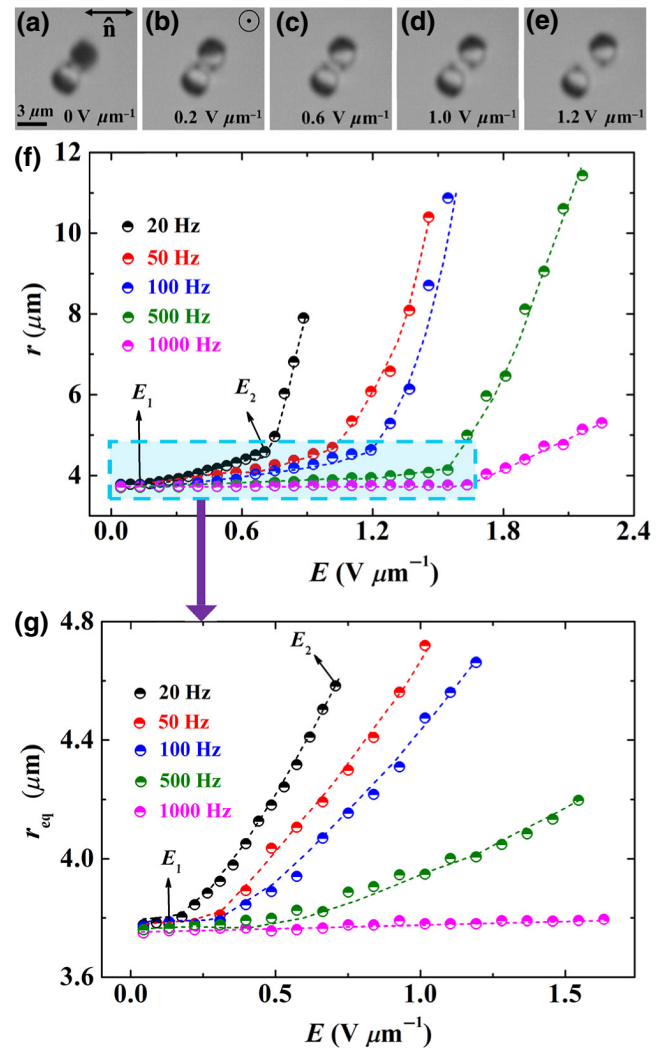 (a) n̂ (b) (c) (d) (e)
3 μm 0 V μm⁻¹ 0.2 V μm⁻¹ 0.6 V μm⁻¹ 1.0 V μm⁻¹ 1.2 V μm⁻¹
(f)
12
10
8
6
4
r (μm)
20 Hz
50 Hz
100 Hz
500 Hz
1000 Hz
E₁
E₂
0.0 0.6 1.2 1.8 2.4
E (V μm⁻¹)
(g)
4.8
4.4
4.0
3.6
r_eq (μm)
20 Hz
50 Hz
100 Hz
500 Hz
1000 Hz
E₁
E₂
0.0 0.5 1.0 1.5
E (V μm⁻¹)